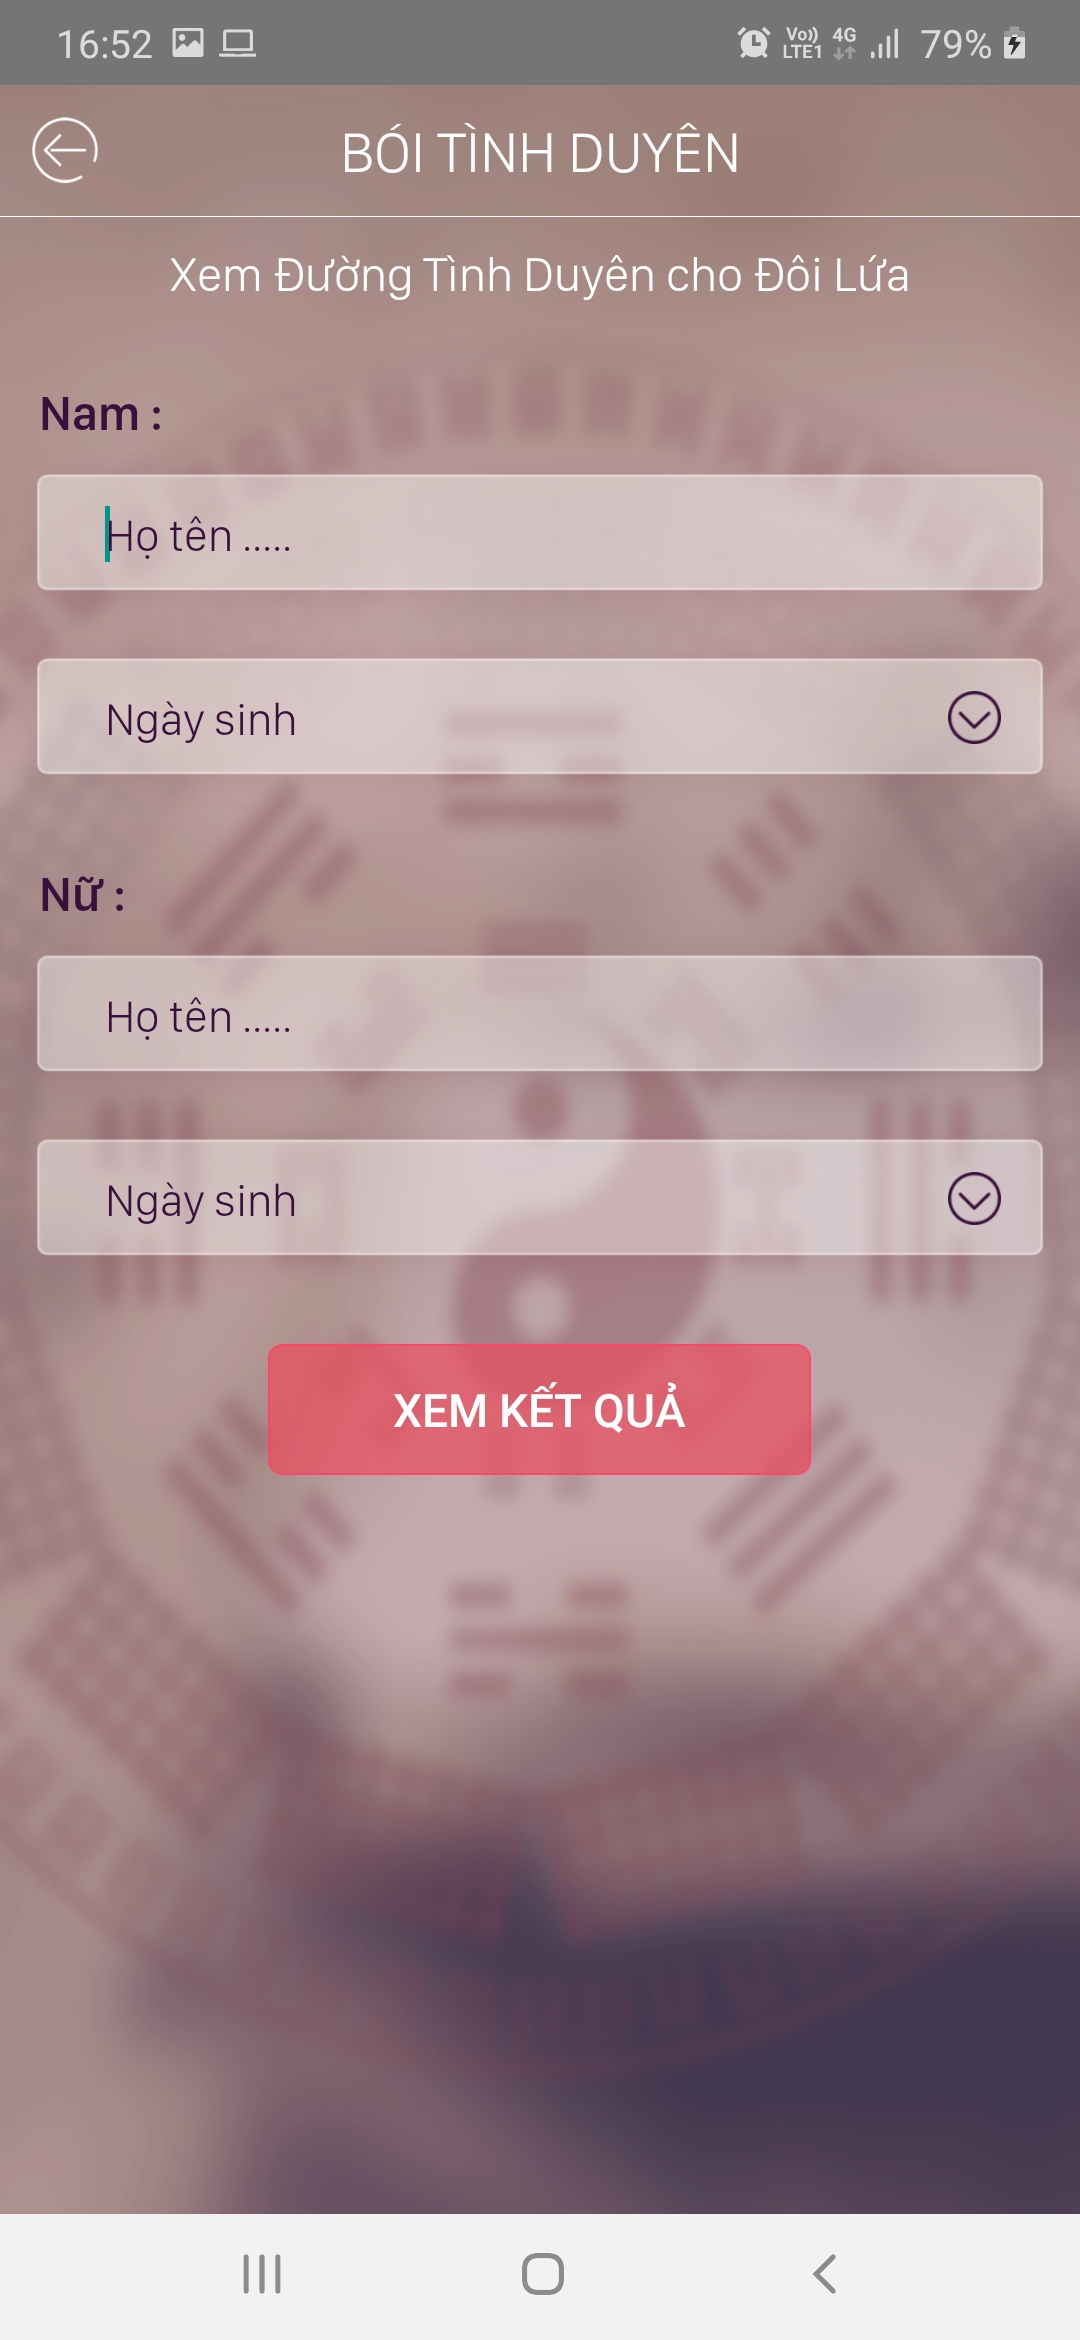 16:52 Vo)) LTE1 4G 79%
BÓI TÌNH DUYÊN
Xem Đường Tình Duyên cho Đôi Lứa
Nam :
Họ tên .....
Ngày sinh
Nữ :
Họ tên .....
Ngày sinh
XEM KẾT QUẢ